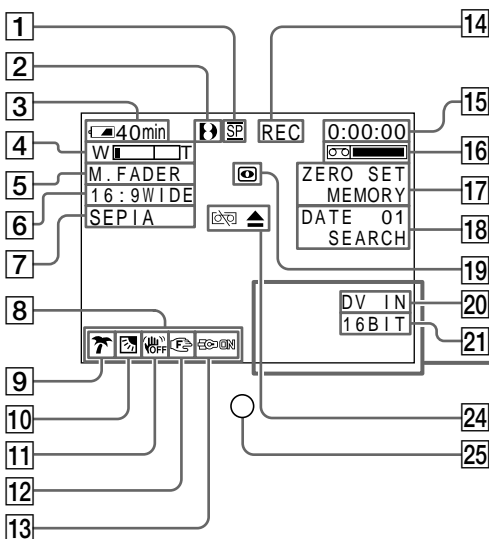 1
14
2
3
15
40min
SP
REC
0:00:00
4
W T
16
5
M.FADER
ZERO SET
17
MEMORY
6
16:9WIDE
7
SEPIA
DATE 01
18
SEARCH
19
8
DV IN
20
16BIT
21
OFF
F
ON
9
10
24
11
25
12
13